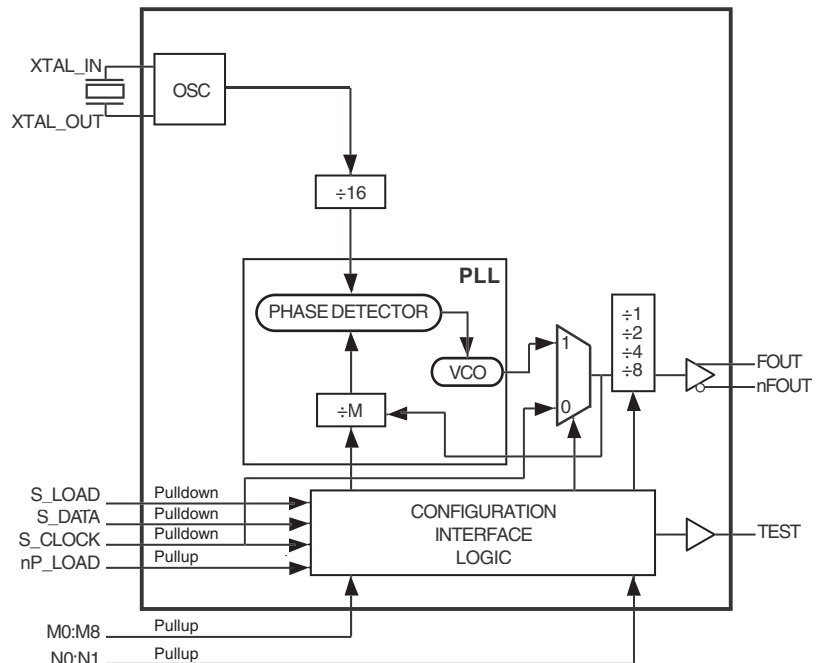 XTAL_IN
OSC
XTAL_OUT
÷16
PLL
PHASE DETECTOR
VCO
1
÷1
÷2
÷4
÷8
FOUT
nFOUT
÷M
0
S_LOAD Pulldown
S_DATA Pulldown
S_CLOCK Pulldown
nP_LOAD Pullup
CONFIGURATION
INTERFACE
LOGIC
TEST
M0:M8 Pullup
N0:N1 Pullup